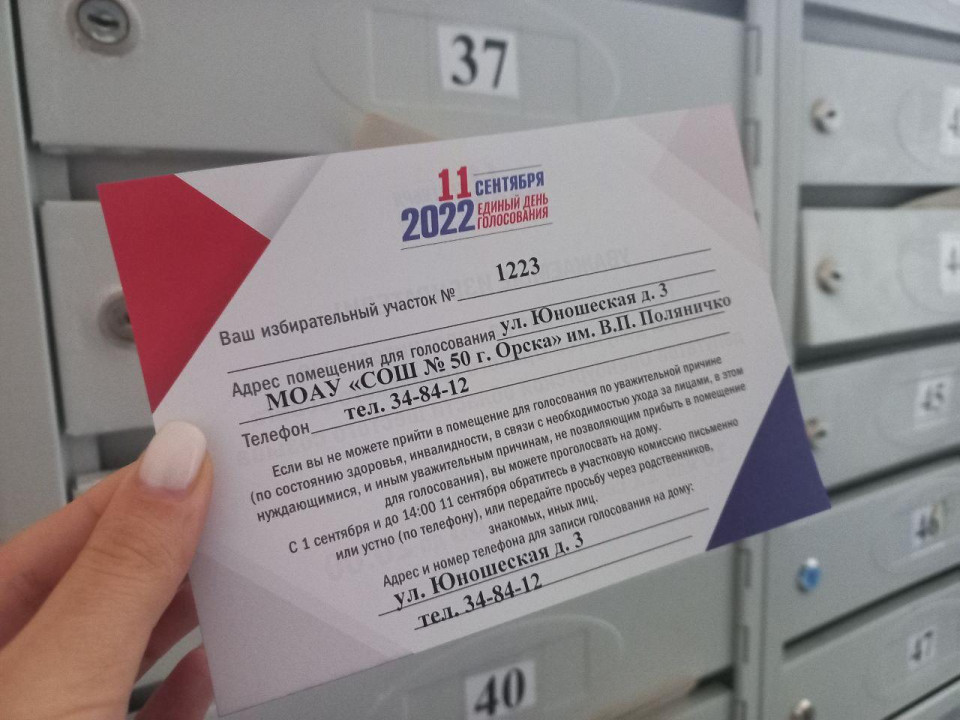 37
11 СЕНТЯБРЯ
2022 ЕДИНЫЙ ДЕНЬ
ГОЛОСОВАНИЯ
Ваш избирательный участок № 1223
Адрес помещения для голосования ул. Юношеская д. 3
МОАУ «СОШ № 50 г. Орска» им. В.П. Поляничко
Телефон тел. 34-84-12
Если вы не можете прийти в помещение для голосования по уважительной причине
(по состоянию здоровья, инвалидности, в связи с необходимостью ухода за лицами, в этом
нуждающимися, и иным уважительным причинам, не позволяющим прибыть в помещение
для голосования), вы можете проголосвать на дому.
С 1 сентября и до 14:00 11 сентября обратитесь в участковую комиссию письменно
или устно (по телефону), или передайте просьбу через родственников,
знакомых, иных лиц.
Адрес и номер телефона для записи голосования на дому:
ул. Юношеская д. 3
тел. 34-84-12
40
45
46
47